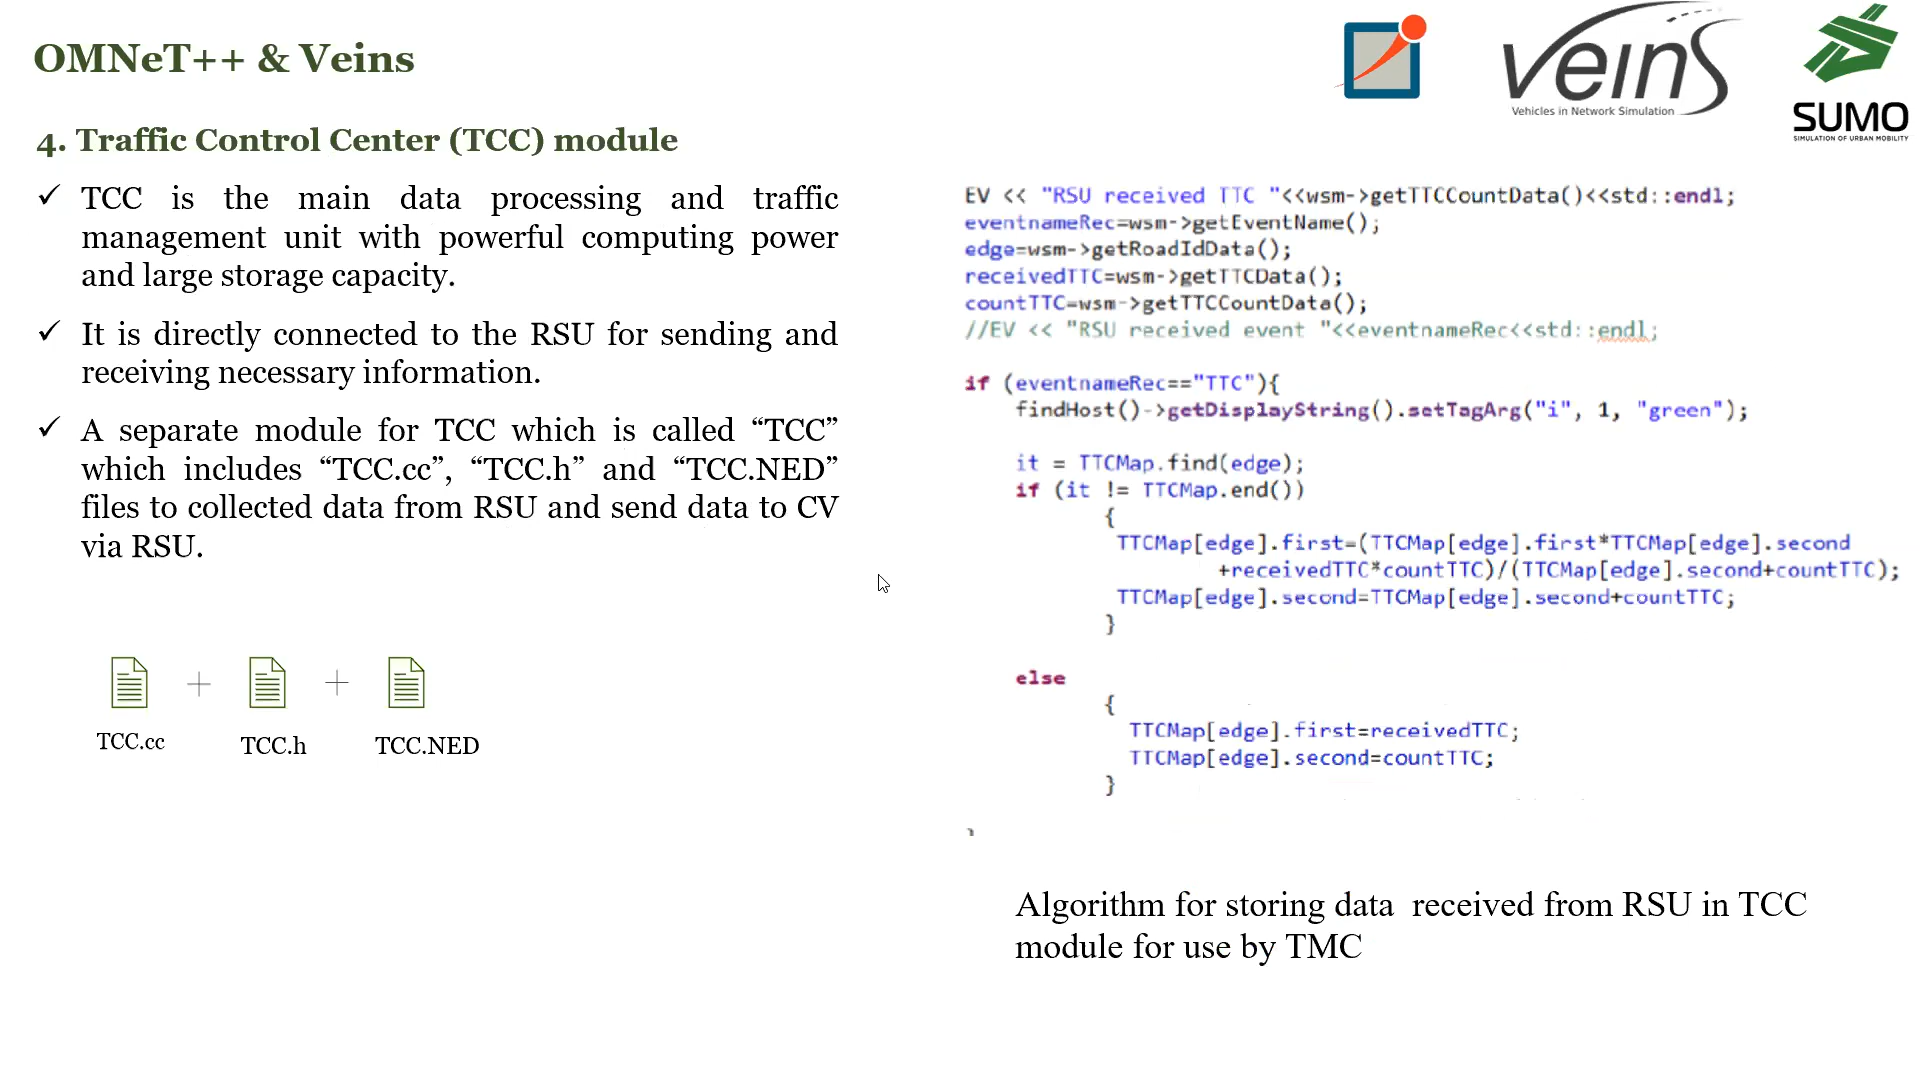 OMNeT++ & Veins
veins
Vehicles in Network Simulation
SUMO
SIMULATION OF URBAN MOBILITY
4. Traffic Control Center (TCC) module
✓ TCC is the main data processing and traffic
management unit with powerful computing power
and large storage capacity.
✓ It is directly connected to the RSU for sending and
receiving necessary information.
✓ A separate module for TCC which is called “TCC”
which includes “TCC.cc”, “TCC.h” and “TCC.NED”
files to collected data from RSU and send data to CV
via RSU.
TCC.cc + TCC.h + TCC.NED
EV << "RSU received TTC "<<wsm->getTTCCountData()<<std::endl;
eventnameRec=wsm->getEventName();
edge=wsm->getRoadIdData();
receivedTTC=wsm->getTTCData();
countTTC=wsm->getTTCCountData();
//EV << "RSU received event "<<eventnameRec<<std::endl;
if (eventnameRec=="TTC"){
findHost()->getDisplayString().setTagArg("i", 1, "green");
it = TTCMap.find(edge);
if (it != TTCMap.end())
{
TTCMap[edge].first=(TTCMap[edge].first*TTCMap[edge].second
+receivedTTC*countTTC)/(TTCMap[edge].second+countTTC);
TTCMap[edge].second=TTCMap[edge].second+countTTC;
}
else
{
TTCMap[edge].first=receivedTTC;
TTCMap[edge].second=countTTC;
}
Algorithm for storing data received from RSU in TCC
module for use by TMC